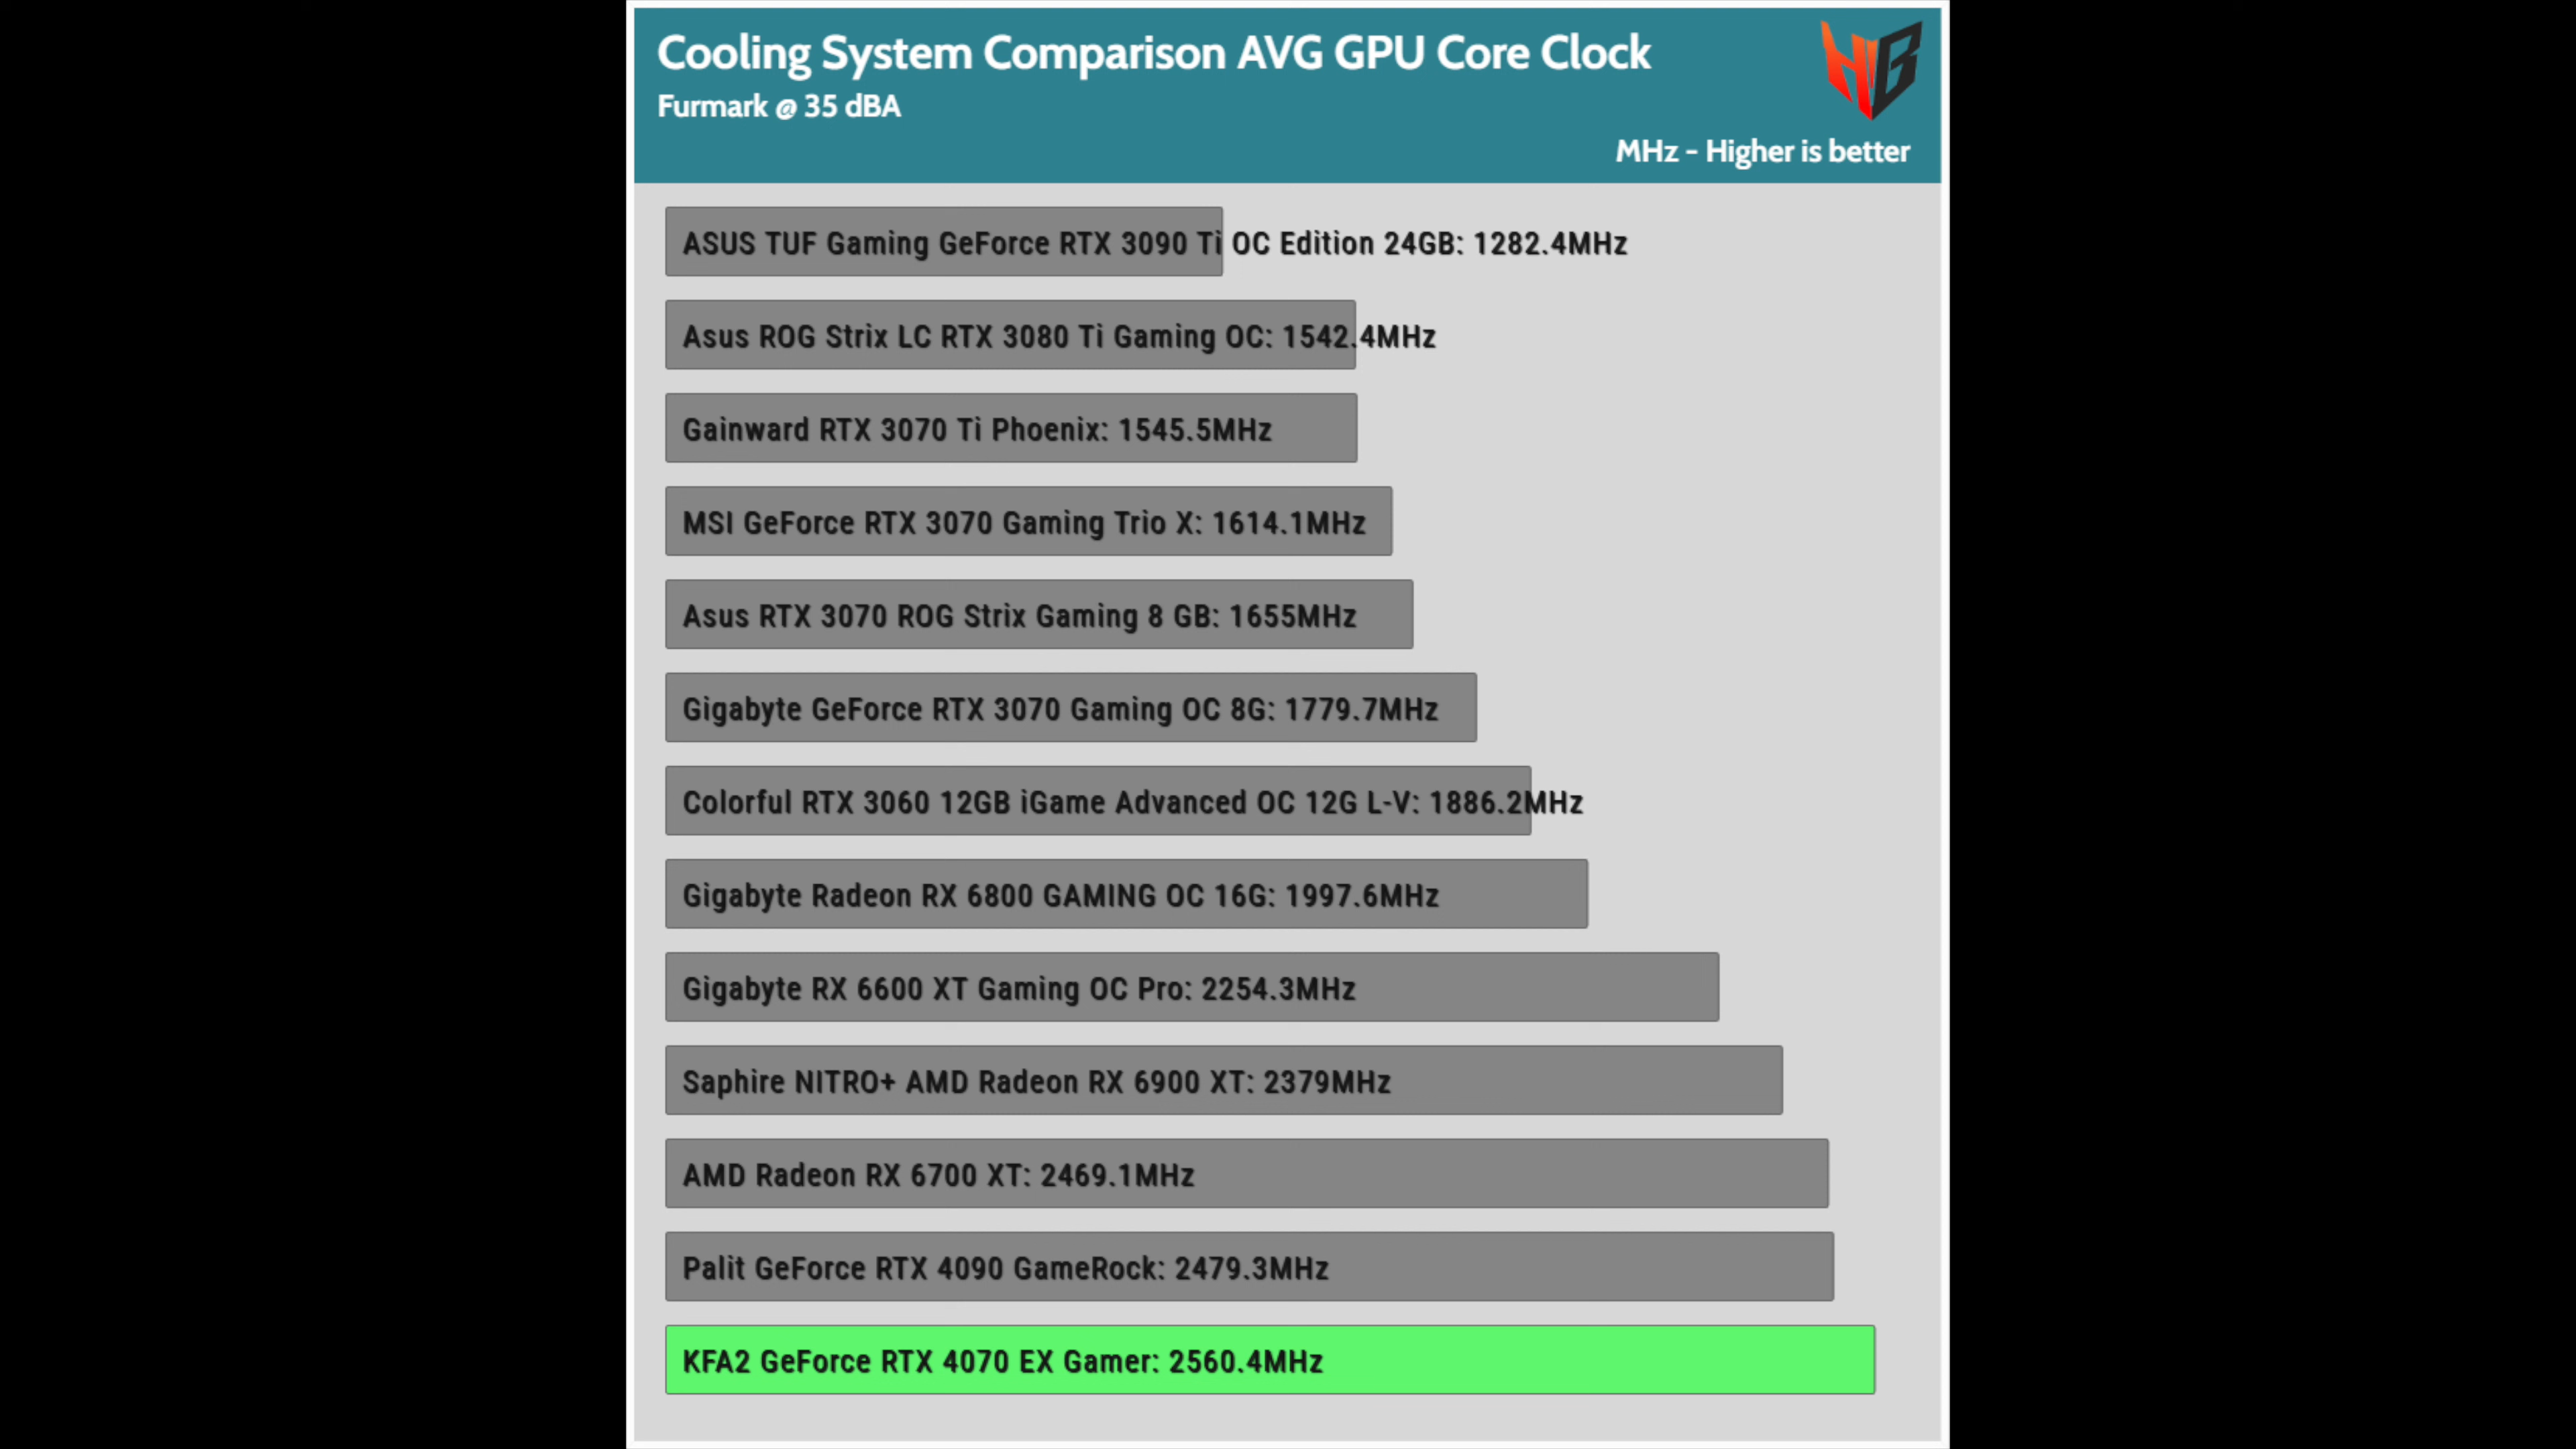 Cooling System Comparison AVG GPU Core Clock
Furmark @ 35 dBA
HB
MHz - Higher is better
ASUS TUF Gaming GeForce RTX 3090 Ti OC Edition 24GB: 1282.4MHz
Asus ROG Strix LC RTX 3080 Ti Gaming OC: 1542.4MHz
Gainward RTX 3070 Ti Phoenix: 1545.5MHz
MSI GeForce RTX 3070 Gaming Trio X: 1614.1MHz
Asus RTX 3070 ROG Strix Gaming 8 GB: 1655MHz
Gigabyte GeForce RTX 3070 Gaming OC 8G: 1779.7MHz
Colorful RTX 3060 12GB iGame Advanced OC 12G L-V: 1886.2MHz
Gigabyte Radeon RX 6800 GAMING OC 16G: 1997.6MHz
Gigabyte RX 6600 XT Gaming OC Pro: 2254.3MHz
Saphire NITRO+ AMD Radeon RX 6900 XT: 2379MHz
AMD Radeon RX 6700 XT: 2469.1MHz
Palit GeForce RTX 4090 GameRock: 2479.3MHz
KFA2 GeForce RTX 4070 EX Gamer: 2560.4MHz